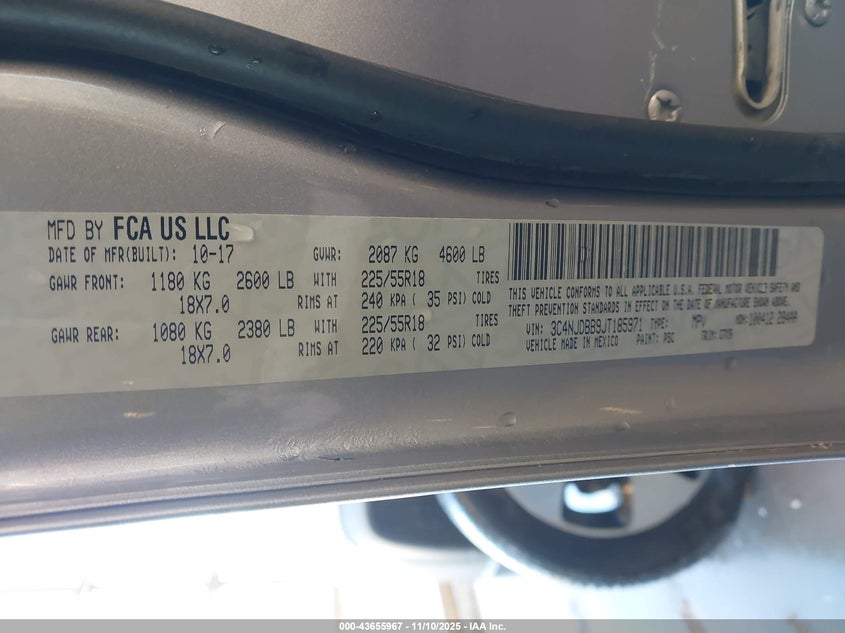 MFD BY FCA US LLC
DATE OF MFR(BUILT): 10-17 GVWR: 2087 KG 4600 LB
GAWR FRONT: 1180 KG 2600 LB WITH 225/55R18 TIRES
18X7.0 RIMS AT 240 KPA ( 35 PSI) COLD
GAWR REAR: 1080 KG 2380 LB WITH 225/55R18 TIRES
18X7.0 RIMS AT 220 KPA ( 32 PSI) COLD
THIS VEHICLE CONFORMS TO ALL APPLICABLE U.S.A. FEDERAL MOTOR VEHICLE SAFETY AND
THEFT PREVENTION STANDARDS IN EFFECT ON THE DATE OF MANUFACTURE SHOWN ABOVE.
VIN: 3C4NJDBB9JT185971 TYPE: MPV MDH: 100412 284AA
VEHICLE MADE IN MEXICO PAINT: PSC TRIM:
000-43655967 - 11/10/2025 - IAA Inc.